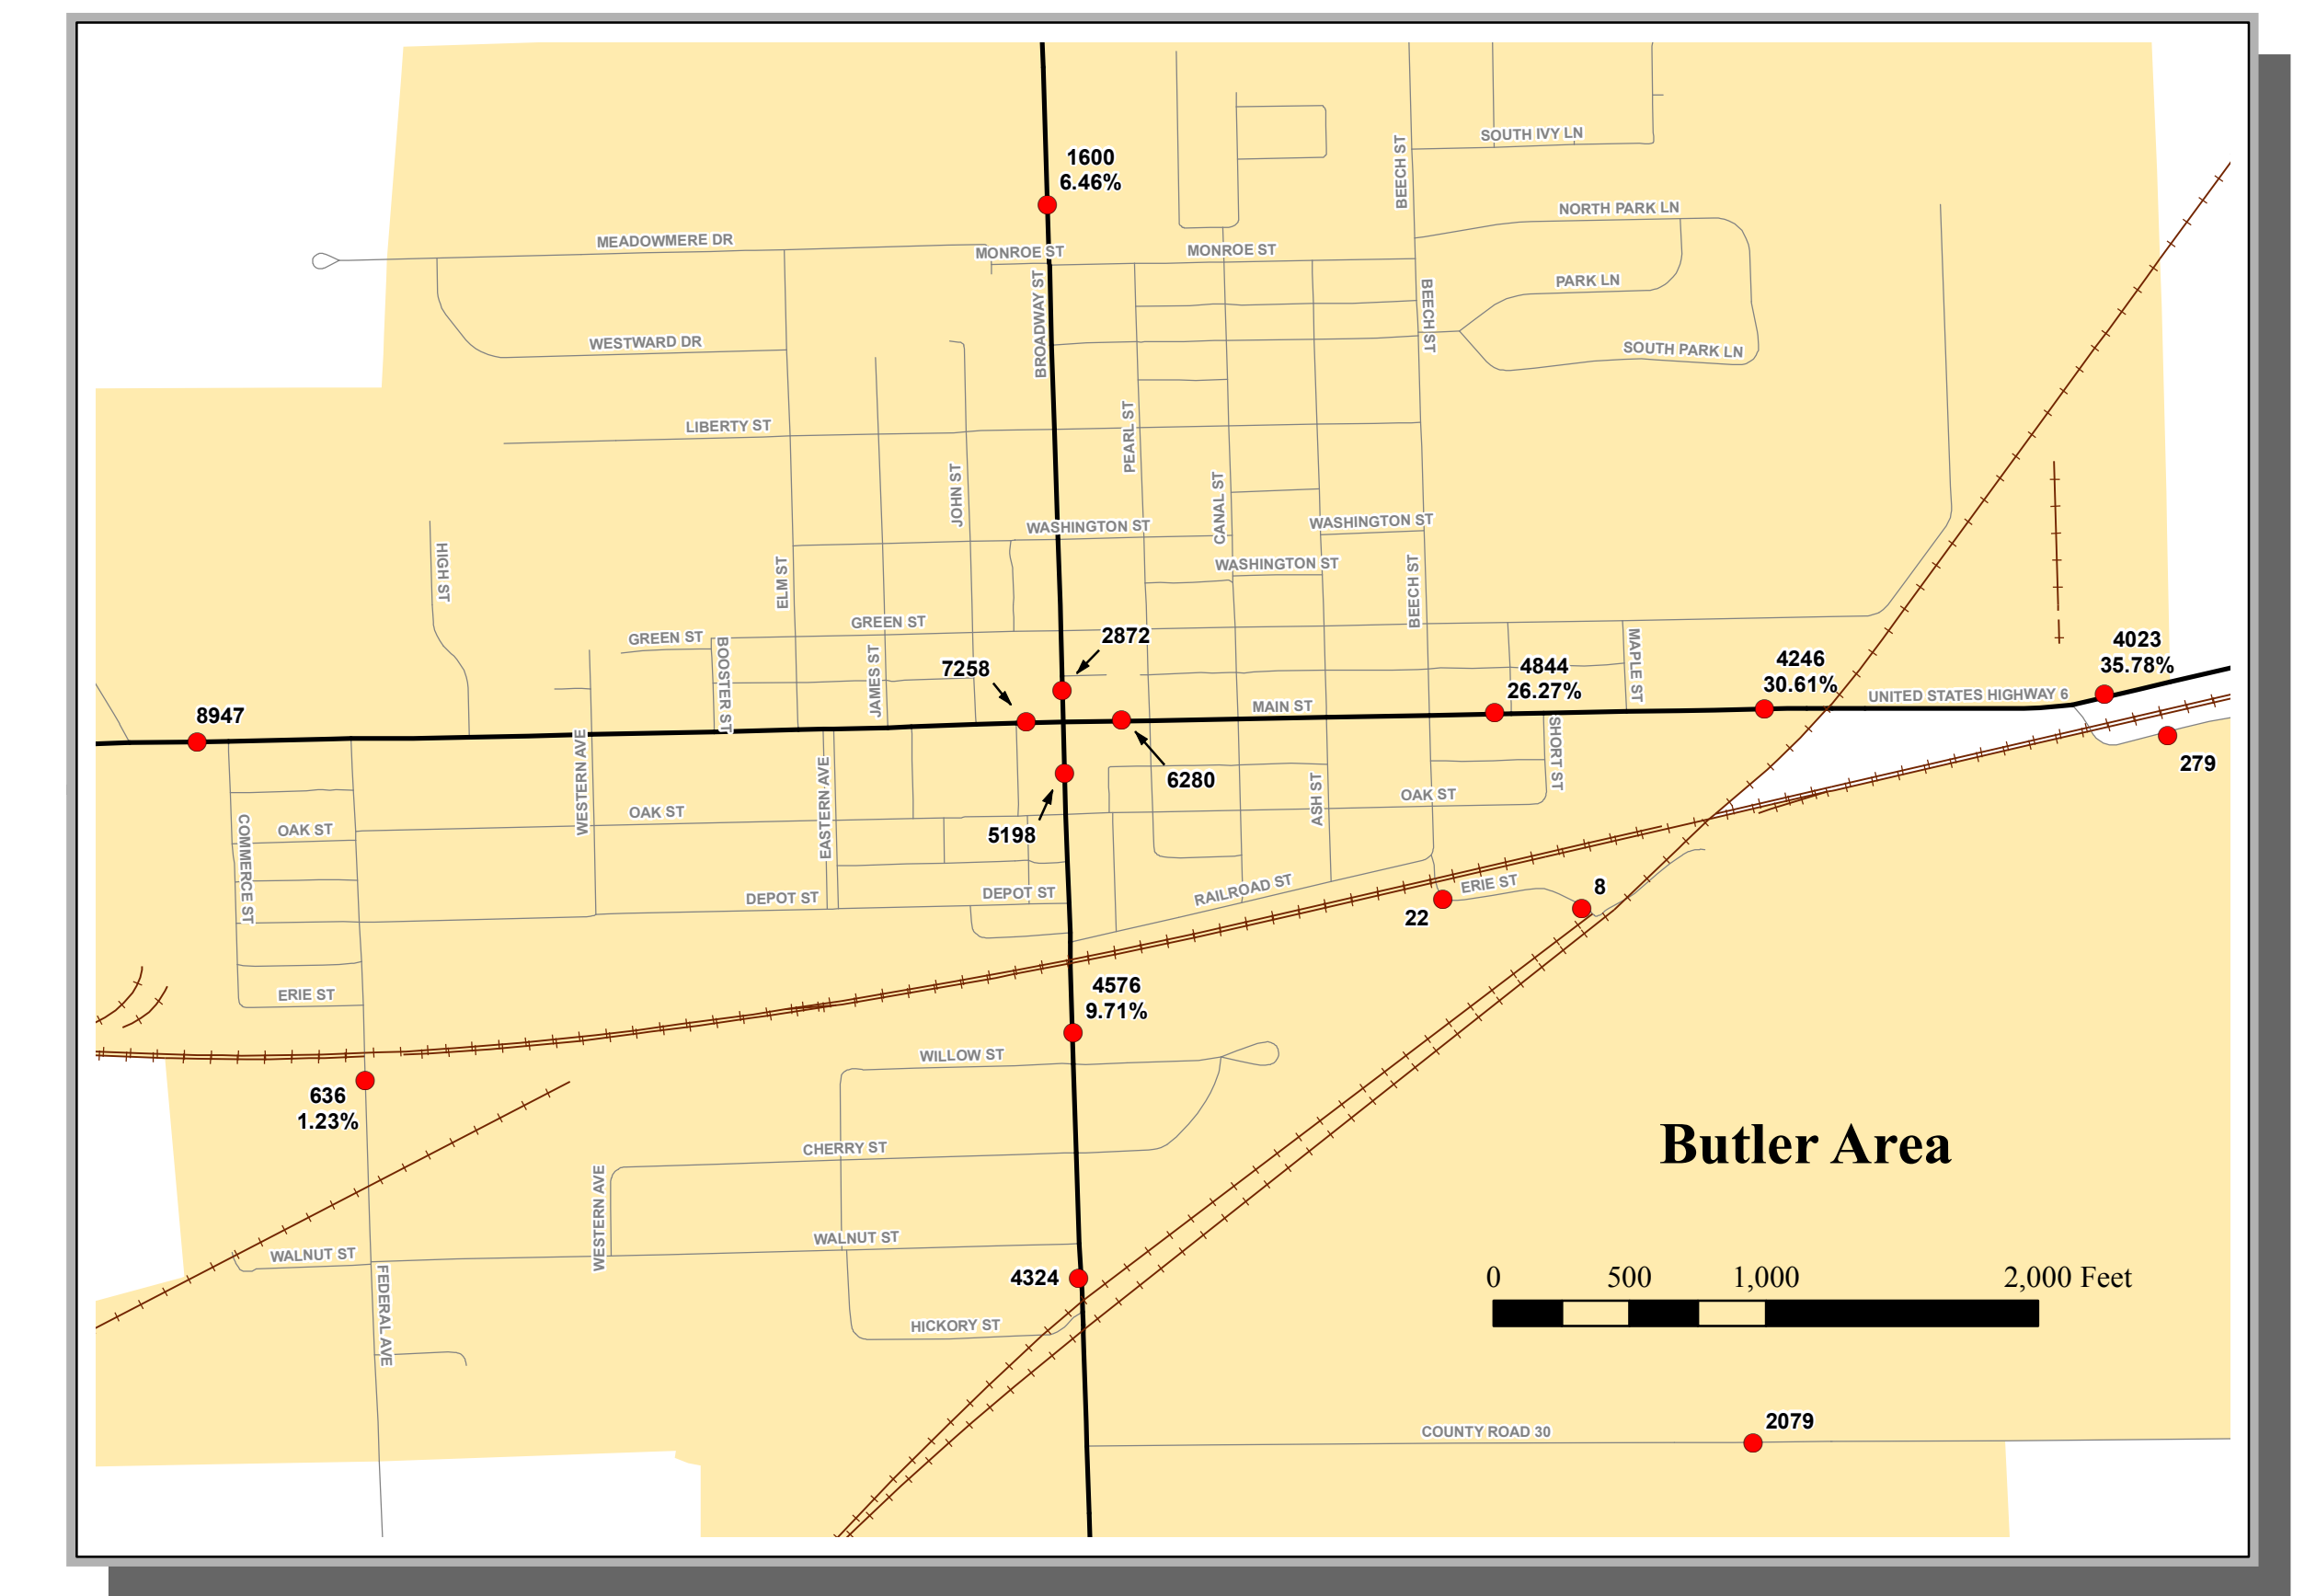 1600
6.46%
SOUTH IVY LN
BEECH ST
NORTH PARK LN
MEADOWMERE DR
MONROE ST
MONROE ST
PARK LN
BROADWAY ST
BEECH ST
WESTWARD DR
SOUTH PARK LN
LIBERTY ST
PEARL ST
JOHN ST
CANAL ST
WASHINGTON ST
WASHINGTON ST
WASHINGTON ST
HIGH ST
ELM ST
BEECH ST
GREEN ST
GREEN ST
2872
BOOSTER ST
JAMES ST
7258
MAPLE ST
4844
26.27%
4246
30.61%
4023
35.78%
UNITED STATES HIGHWAY 6
MAIN ST
8947
SHORT ST
279
6280
WESTERN AVE
EASTERN AVE
ASH ST
OAK ST
OAK ST
OAK ST
5198
COMMERCE ST
DEPOT ST
DEPOT ST
RAILROAD ST
ERIE ST
8
22
ERIE ST
4576
9.71%
WILLOW ST
636
1.23%
CHERRY ST
Butler Area
WESTERN AVE
WALNUT ST
WALNUT ST
4324
0 500 1,000 2,000 Feet
FEDERAL AVE
HICKORY ST
2079
COUNTY ROAD 30